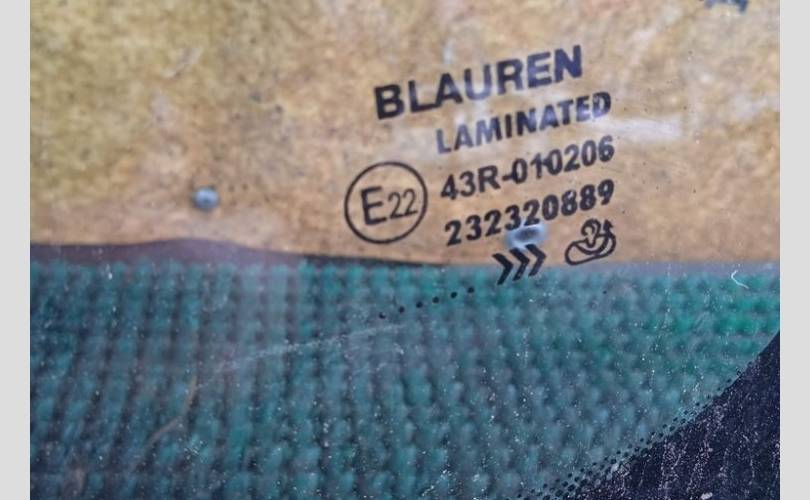 BLAUREN
LAMINATED
E22 43R-010206
232320889